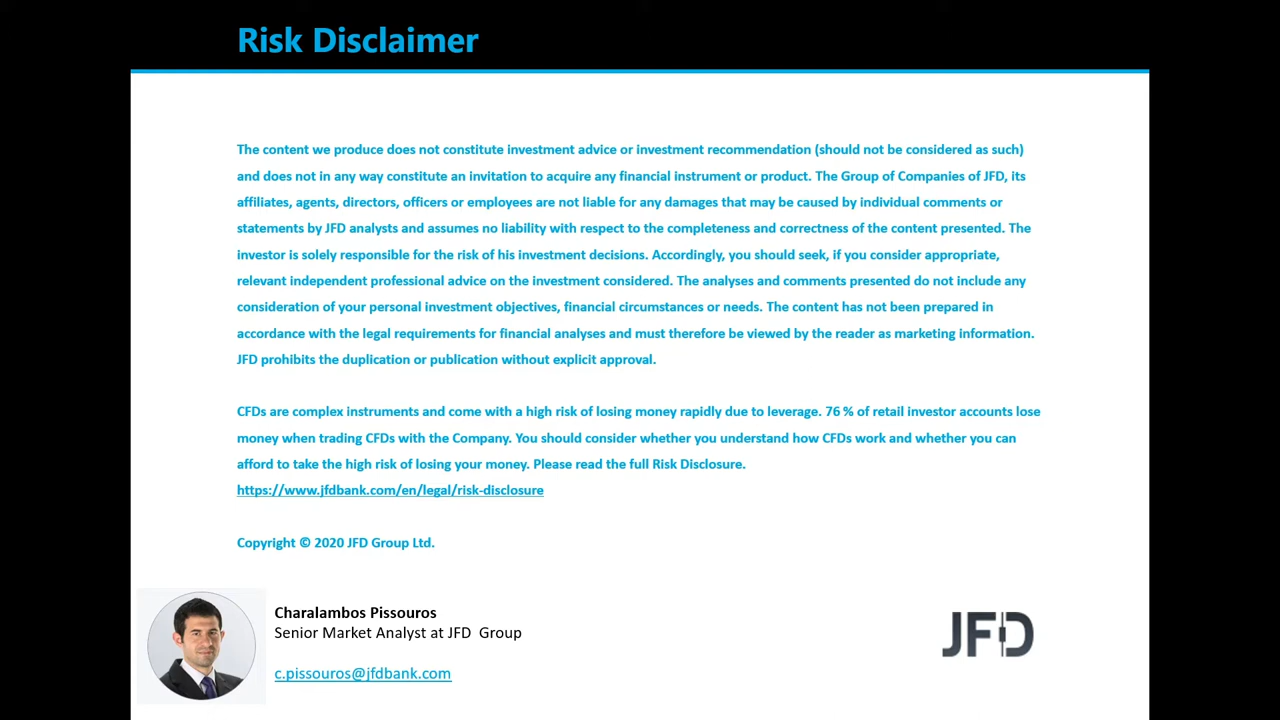 Risk Disclaimer
The content we produce does not constitute investment advice or investment recommendation (should not be considered as such)
and does not in any way constitute an invitation to acquire any financial instrument or product. The Group of Companies of JFD, its
affiliates, agents, directors, officers or employees are not liable for any damages that may be caused by individual comments or
statements by JFD analysts and assumes no liability with respect to the completeness and correctness of the content presented. The
investor is solely responsible for the risk of his investment decisions. Accordingly, you should seek, if you consider appropriate,
relevant independent professional advice on the investment considered. The analyses and comments presented do not include any
consideration of your personal investment objectives, financial circumstances or needs. The content has not been prepared in
accordance with the legal requirements for financial analyses and must therefore be viewed by the reader as marketing information.
JFD prohibits the duplication or publication without explicit approval.
CFDs are complex instruments and come with a high risk of losing money rapidly due to leverage. 76 % of retail investor accounts lose
money when trading CFDs with the Company. You should consider whether you understand how CFDs work and whether you can
afford to take the high risk of losing your money. Please read the full Risk Disclosure.
https://www.jfdbank.com/en/legal/risk-disclosure
Copyright © 2020 JFD Group Ltd.
Charalambos Pissouros
Senior Market Analyst at JFD Group
c.pissouros@jfdbank.com
JFD